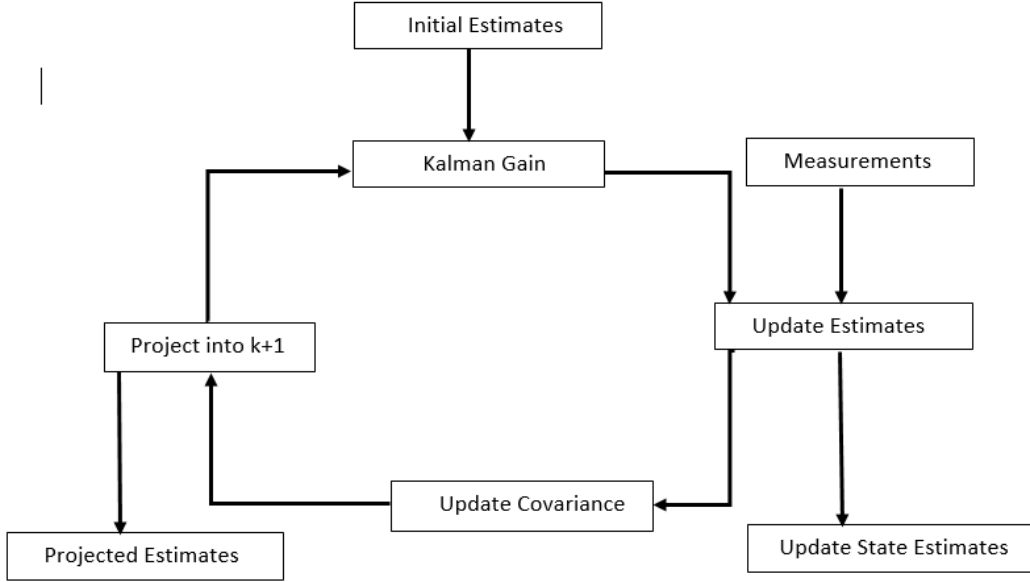 Initial Estimates
Kalman Gain
Measurements
Update Estimates
Project into k+1
Update Covariance
Projected Estimates
Update State Estimates